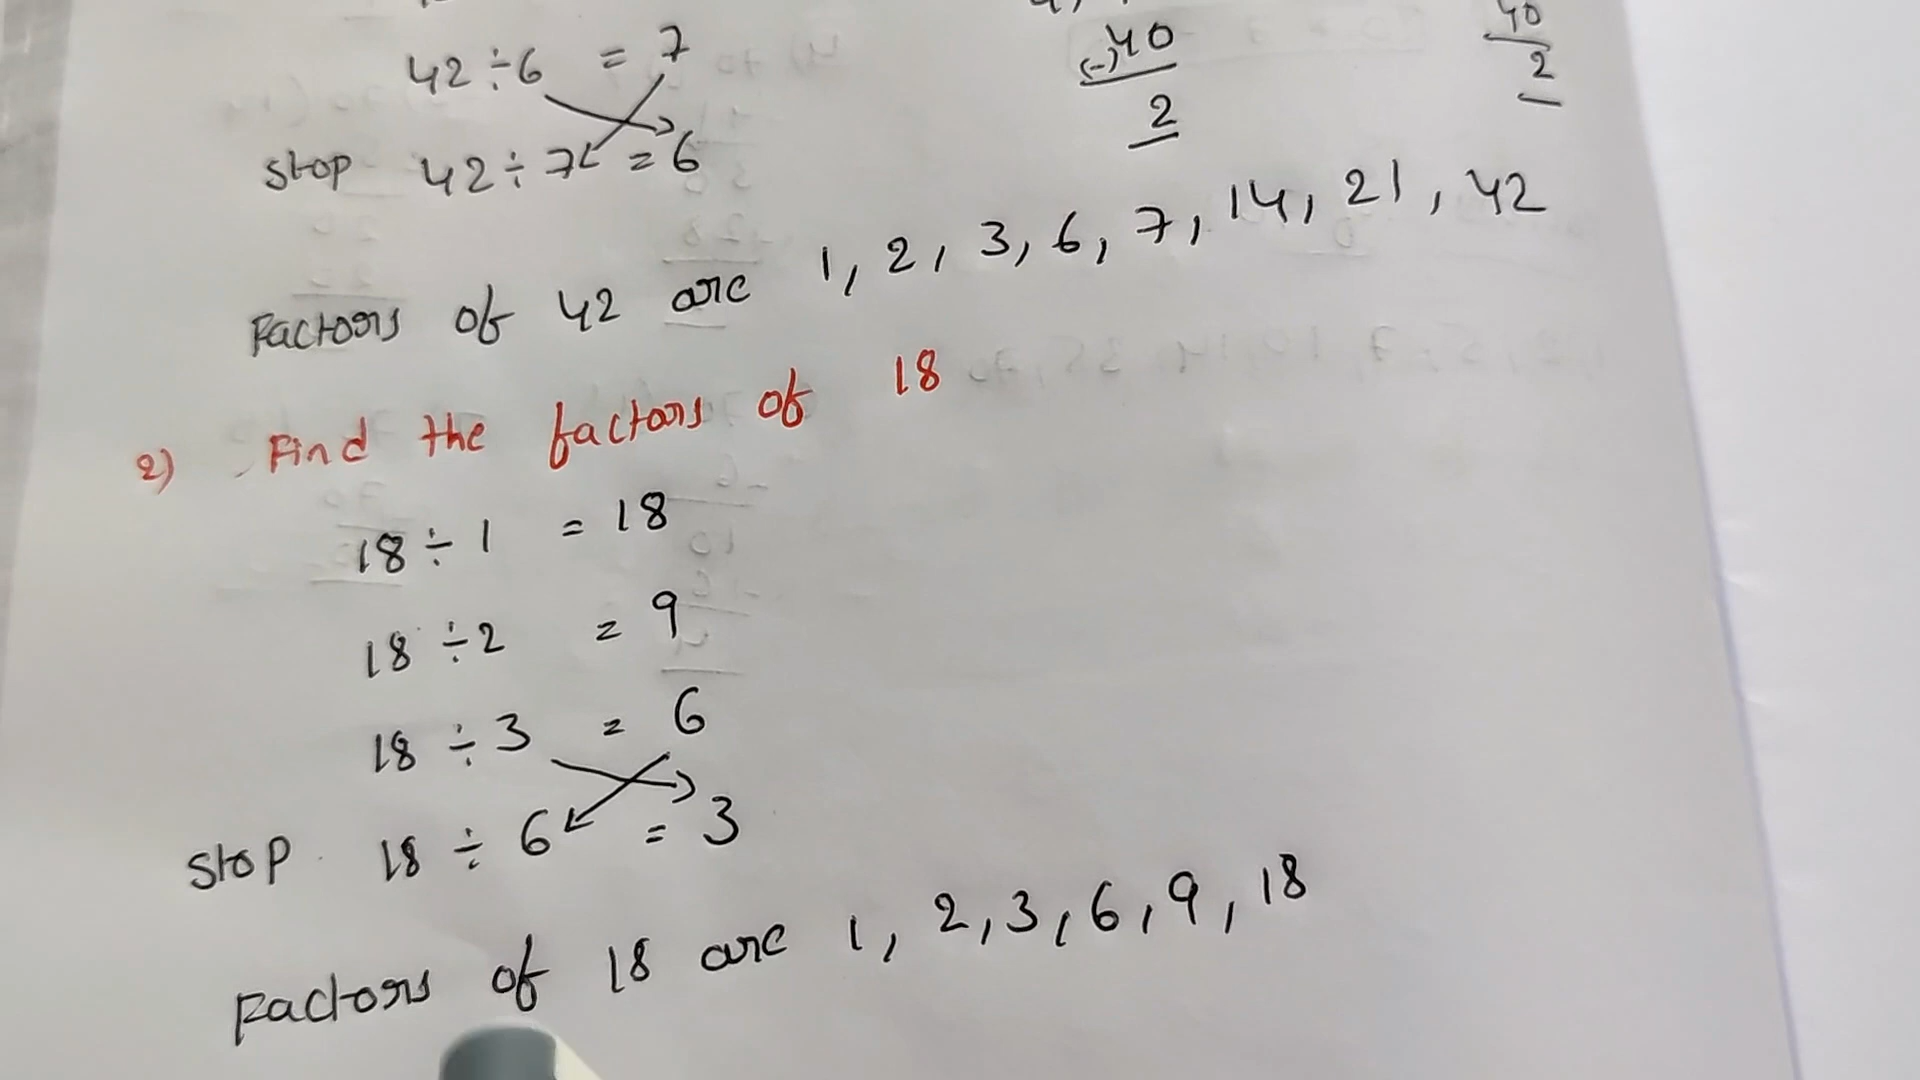 42 ÷ 6 = 7
stop 42 ÷ 7 = 6
(-)40
2
40
2
Factors of 42 are 1, 2, 3, 6, 7, 14, 21, 42
2) Find the factors of 18
18 ÷ 1 = 18
18 ÷ 2 = 9
18 ÷ 3 = 6
stop 18 ÷ 6 = 3
Factors of 18 are 1, 2, 3, 6, 9, 18